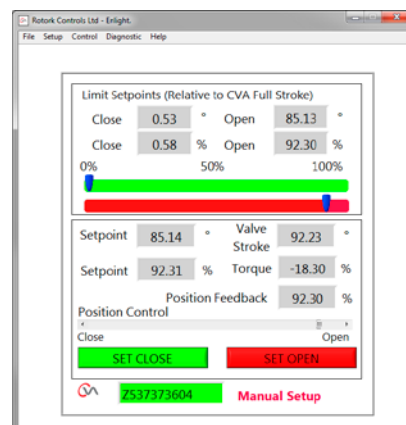 Rotork Controls Ltd - Enlight.
File Setup Control Diagnostic Help
Limit Setpoints (Relative to CVA Full Stroke)
Close 0.53 ° Open 85.13 °
Close 0.58 % Open 92.30 %
0% 50% 100%
Setpoint 85.14 ° Valve Stroke 92.23 °
Setpoint 92.31 % Torque -18.30 %
Position Feedback 92.30 %
Position Control
Close Open
SET CLOSE SET OPEN
CVA Z537373604 Manual Setup